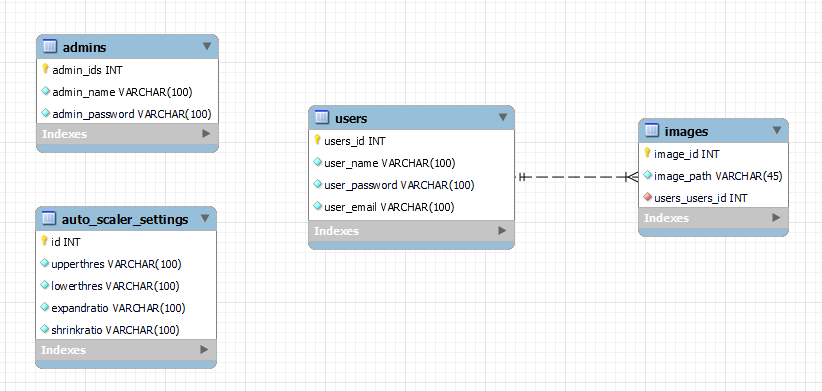 admins
admin_ids INT
admin_name VARCHAR(100)
admin_password VARCHAR(100)
Indexes
auto_scaler_settings
id INT
upperthres VARCHAR(100)
lowerthres VARCHAR(100)
expandratio VARCHAR(100)
shrinkratio VARCHAR(100)
Indexes
users
users_id INT
user_name VARCHAR(100)
user_password VARCHAR(100)
user_email VARCHAR(100)
Indexes
images
image_id INT
image_path VARCHAR(45)
users_users_id INT
Indexes